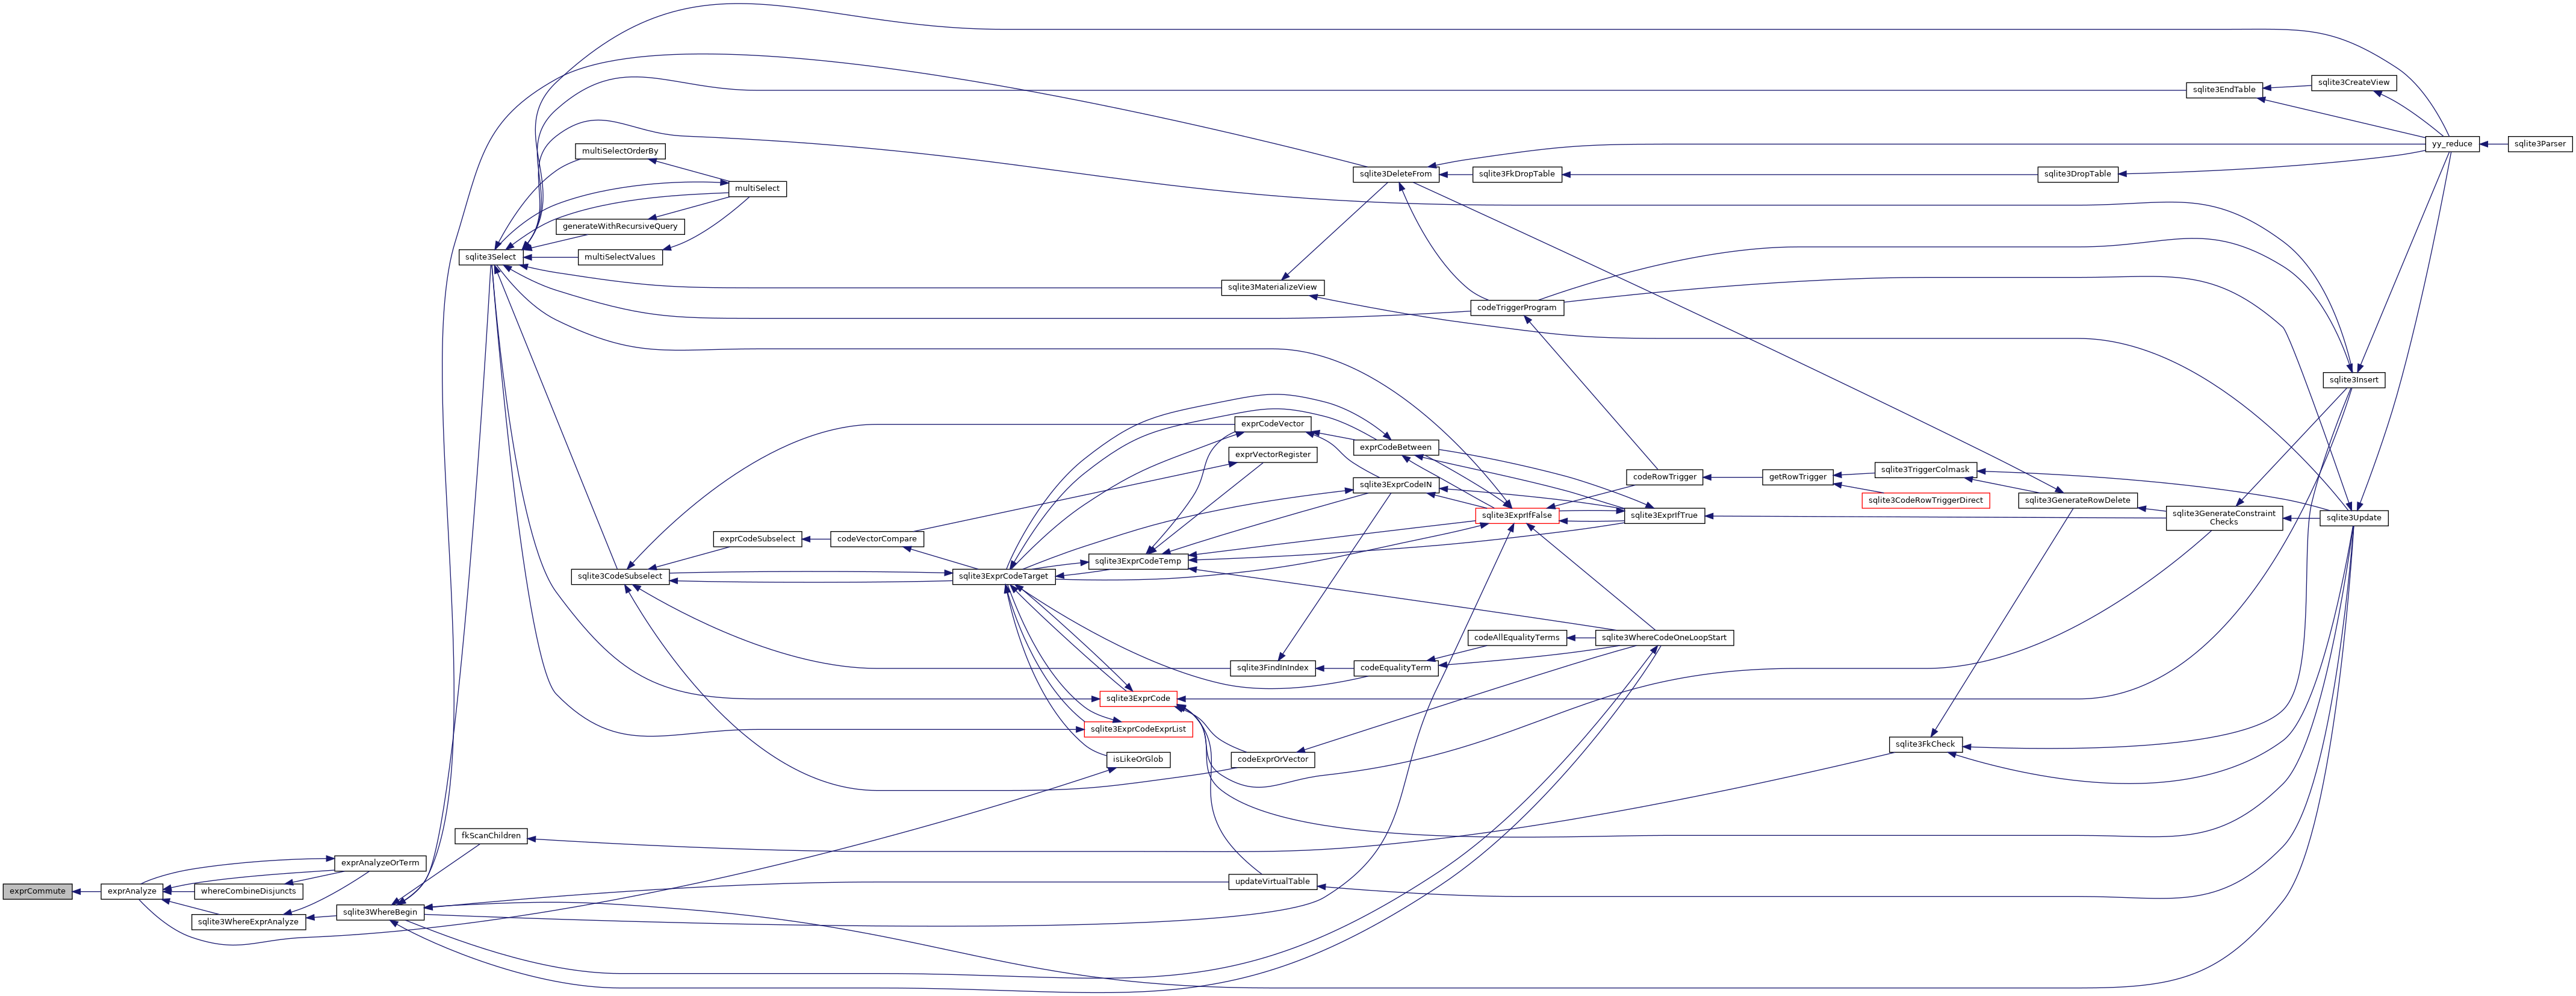 sqlite3CreateView
sqlite3EndTable
yy_reduce
sqlite3Parser
multiSelectOrderBy
sqlite3DeleteFrom
sqlite3FkDropTable
sqlite3DropTable
multiSelect
generateWithRecursiveQuery
sqlite3Select
multiSelectValues
sqlite3MaterializeView
codeTriggerProgram
sqlite3Insert
exprCodeVector
exprCodeBetween
exprVectorRegister
sqlite3ExprCodeIN
codeRowTrigger
getRowTrigger
sqlite3TriggerColmask
sqlite3CodeRowTriggerDirect
sqlite3GenerateRowDelete
sqlite3ExprIfFalse
sqlite3ExprIfTrue
sqlite3GenerateConstraint
Checks
sqlite3Update
exprCodeSubselect
codeVectorCompare
sqlite3ExprCodeTemp
sqlite3CodeSubselect
sqlite3ExprCodeTarget
codeAllEqualityTerms
sqlite3WhereCodeOneLoopStart
sqlite3FindInIndex
codeEqualityTerm
sqlite3ExprCode
sqlite3ExprCodeExprList
sqlite3FkCheck
isLikeOrGlob
codeExprOrVector
fkScanChildren
exprAnalyzeOrTerm
updateVirtualTable
exprCommute
exprAnalyze
whereCombineDisjuncts
sqlite3WhereBegin
sqlite3WhereExprAnalyze